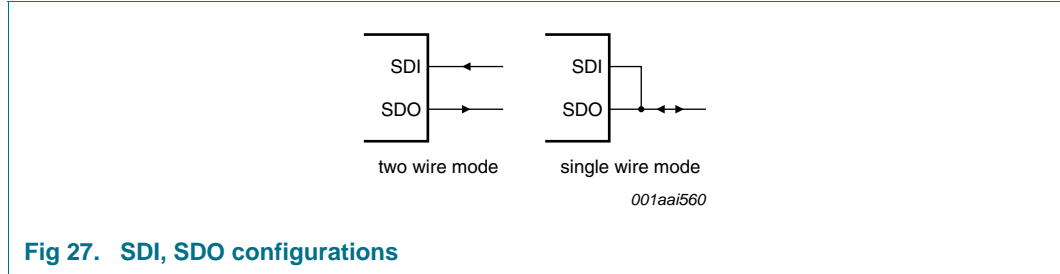 SDI
SDO
two wire mode
SDI
SDO
single wire mode
001aai560
Fig 27. SDI, SDO configurations